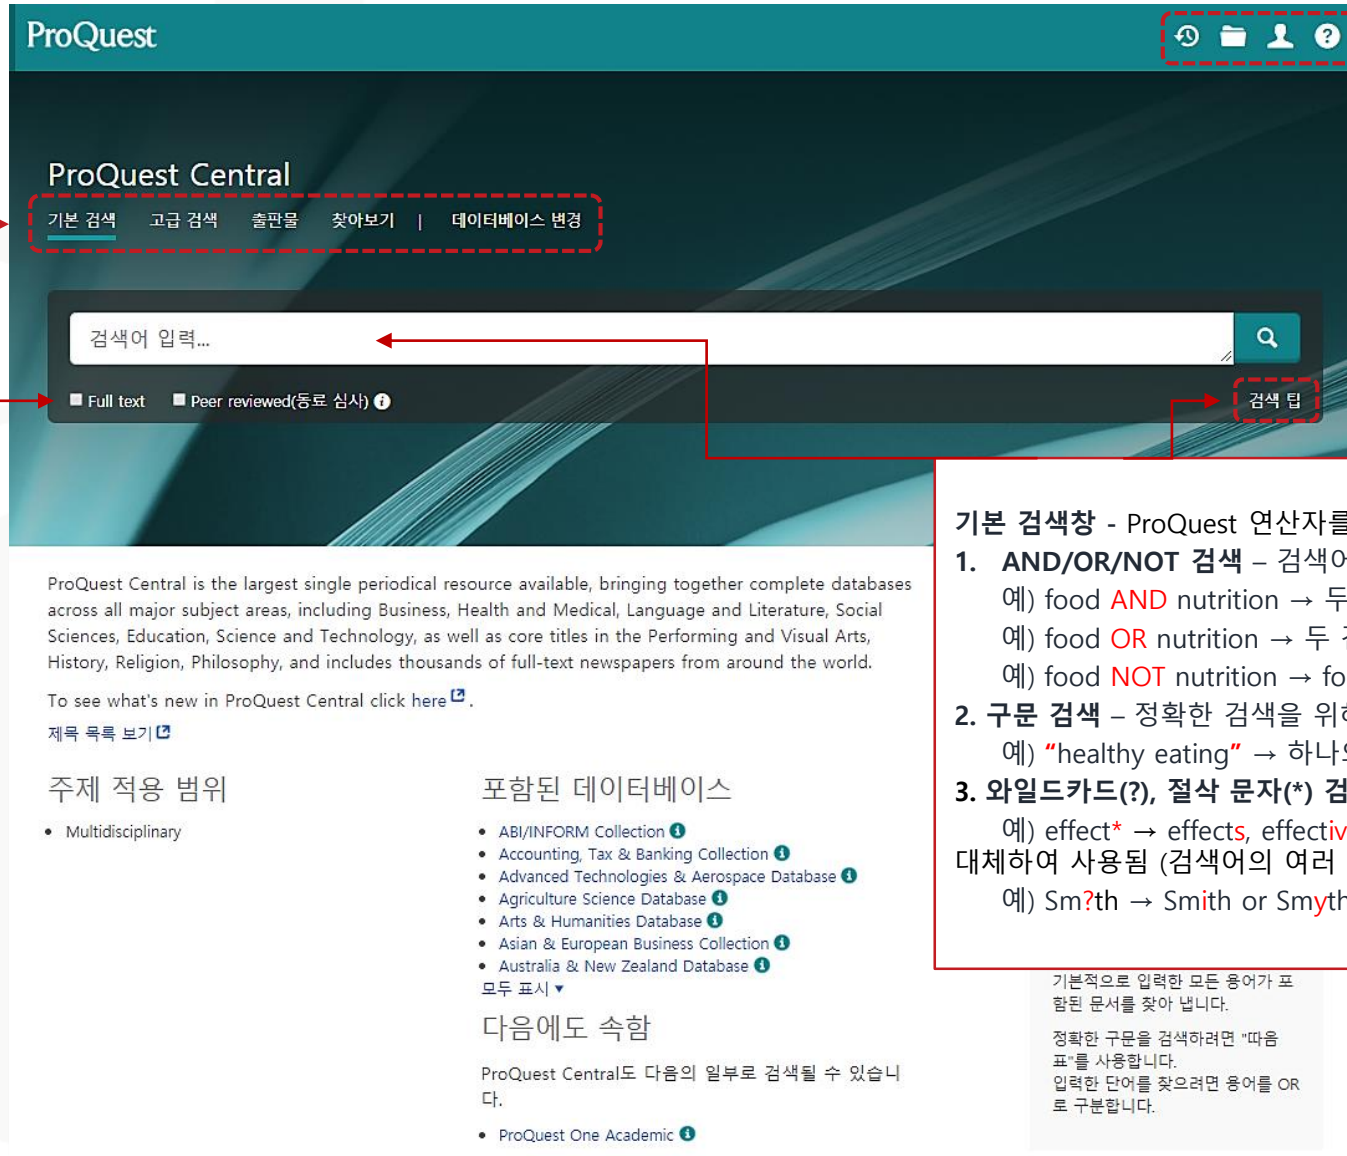 ProQuest
ProQuest Central
기본 검색 고급 검색 출판물 찾아보기 | 데이터베이스 변경
검색어 입력...
Full text Peer reviewed(동료 심사)
검색 팁
기본 검색창 - ProQuest 연산자를
1. AND/OR/NOT 검색 – 검색어
예) food AND nutrition → 두
예) food OR nutrition → 두
예) food NOT nutrition → fo
2. 구문 검색 – 정확한 검색을 위해
예) “healthy eating” → 하나의
3. 와일드카드(?), 절삭 문자(*) 검
예) effect* → effects, effectiv
대체하여 사용됨 (검색어의 여러
예) Sm?th → Smith or Smyth
ProQuest Central is the largest single periodical resource available, bringing together complete databases
across all major subject areas, including Business, Health and Medical, Language and Literature, Social
Sciences, Education, Science and Technology, as well as core titles in the Performing and Visual Arts,
History, Religion, Philosophy, and includes thousands of full-text newspapers from around the world.
To see what's new in ProQuest Central click here.
제목 목록 보기
주제 적용 범위
• Multidisciplinary
포함된 데이터베이스
• ABI/INFORM Collection
• Accounting, Tax & Banking Collection
• Advanced Technologies & Aerospace Database
• Agriculture Science Database
• Arts & Humanities Database
• Asian & European Business Collection
• Australia & New Zealand Database
모두 표시 ▼
다음에도 속함
ProQuest Central도 다음의 일부로 검색될 수 있습니
다.
• ProQuest One Academic
기본적으로 입력한 모든 용어가 포
함된 문서를 찾아 냅니다.
정확한 구문을 검색하려면 "따옴
표"를 사용합니다.
입력한 단어를 찾으려면 용어를 OR
로 구분합니다.